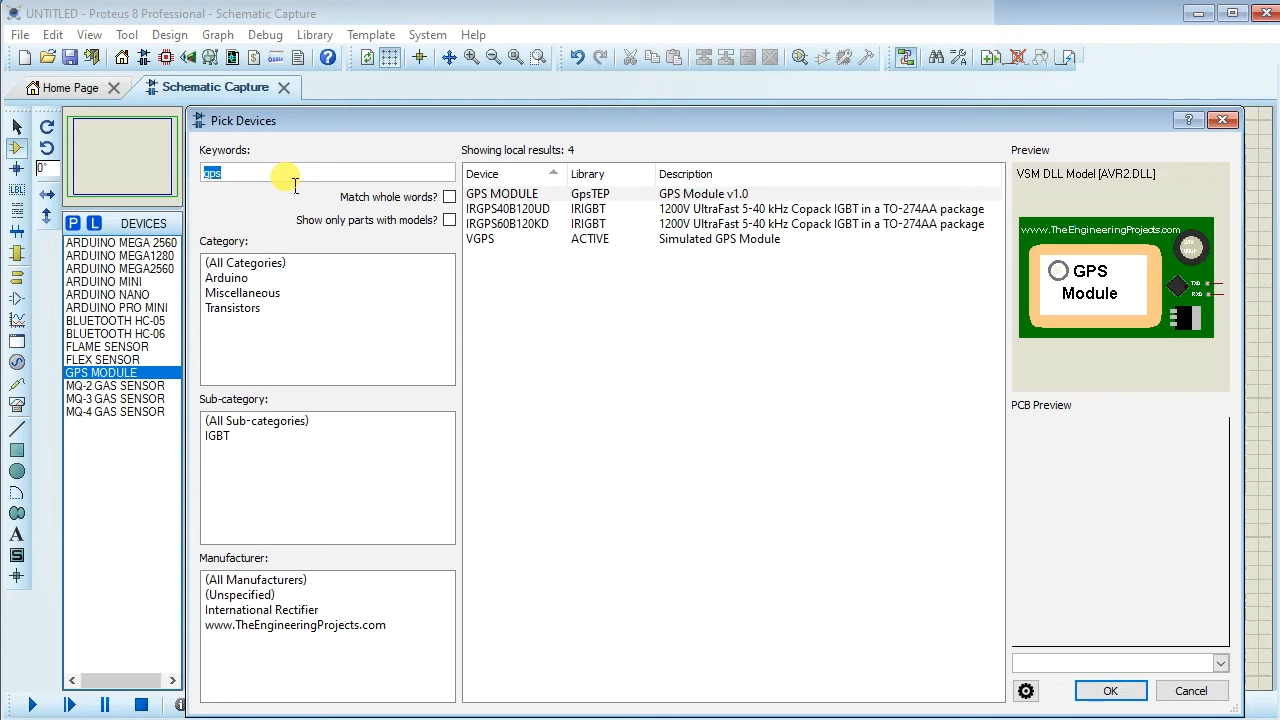 UNTITLED - Proteus 8 Professional - Schematic Capture
File Edit View Tool Design Graph Debug Library Template System Help
Home Page
Schematic Capture
Pick Devices
Keywords:
gps
Match whole words?
Show only parts with models?
Category:
(All Categories)
Arduino
Miscellaneous
Transistors
Sub-category:
(All Sub-categories)
IGBT
Manufacturer:
(All Manufacturers)
(Unspecified)
International Rectifier
www.TheEngineeringProjects.com
Showing local results: 4
Device Library Description
GPS MODULE GpsTEP GPS Module v1.0
IRGPS40B120UD IRIGBT 1200V UltraFast 5-40 kHz Copack IGBT in a TO-274AA package
IRGPS60B120KD IRIGBT 1200V UltraFast 5-40 kHz Copack IGBT in a TO-274AA package
VGPS ACTIVE Simulated GPS Module
Preview
VSM DLL Model [AVR2.DLL]
www.TheEngineeringProjects.com
GPS
Module
TXD
RXD
PCB Preview
OK
Cancel
0°
P L DEVICES
ARDUINO MEGA 2560
ARDUINO MEGA1280
ARDUINO MEGA2560
ARDUINO MINI
ARDUINO NANO
ARDUINO PRO MINI
BLUETOOTH HC-05
BLUETOOTH HC-06
FLAME SENSOR
FLEX SENSOR
GPS MODULE
MQ-2 GAS SENSOR
MQ-3 GAS SENSOR
MQ-4 GAS SENSOR